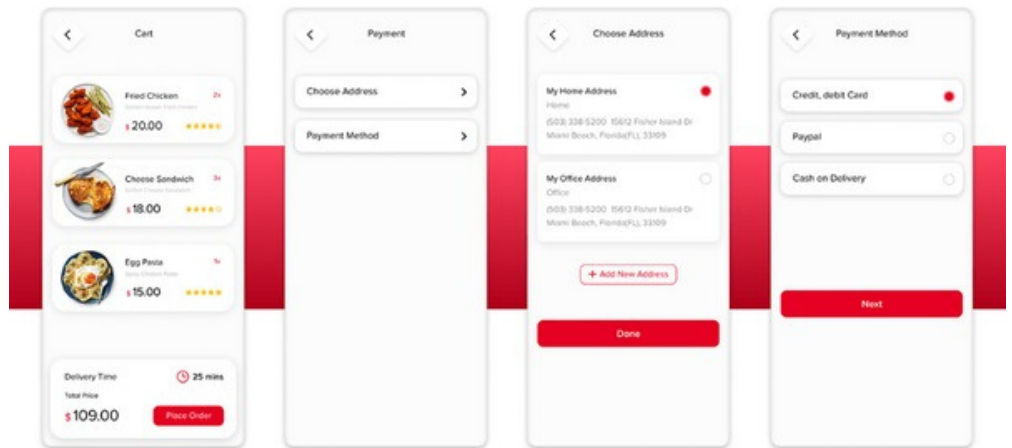 Cart
Fried Chicken 2x
$ 20.00
Cheese Sandwich 3x
$ 18.00
Egg Pasta 1x
$ 15.00
Delivery Time 25 mins
Total Price
$ 109.00 Place Order
Payment
Choose Address
Payment Method
Choose Address
My Home Address
Home
(503) 338-5200 15612 Fisher Island Dr
Miami Beach, Florida(FL), 33109
My Office Address
Office
(503) 338-5200 15612 Fisher Island Dr
Miami Beach, Florida(FL), 33109
+ Add New Address
Done
Payment Method
Credit, debit Card
Paypal
Cash on Delivery
Next